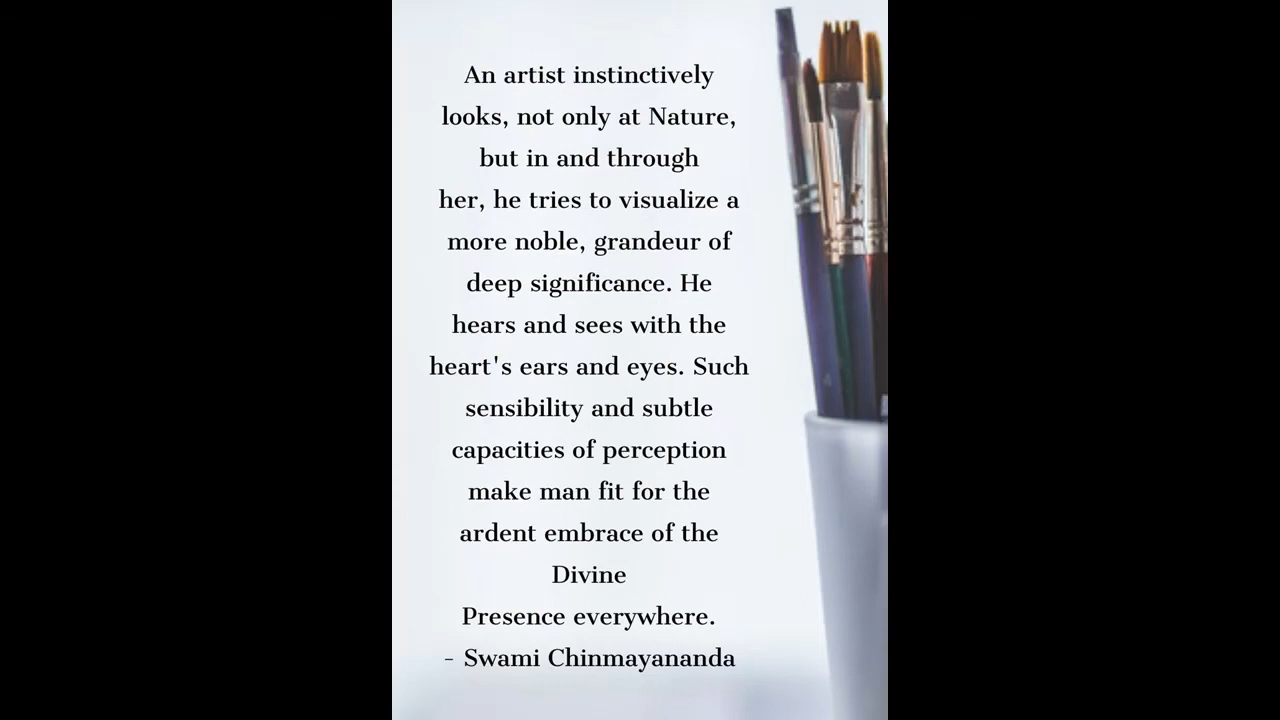 An artist instinctively
looks, not only at Nature,
but in and through
her, he tries to visualize a
more noble, grandeur of
deep significance. He
hears and sees with the
heart's ears and eyes. Such
sensibility and subtle
capacities of perception
make man fit for the
ardent embrace of the
Divine
Presence everywhere.
- Swami Chinmayananda